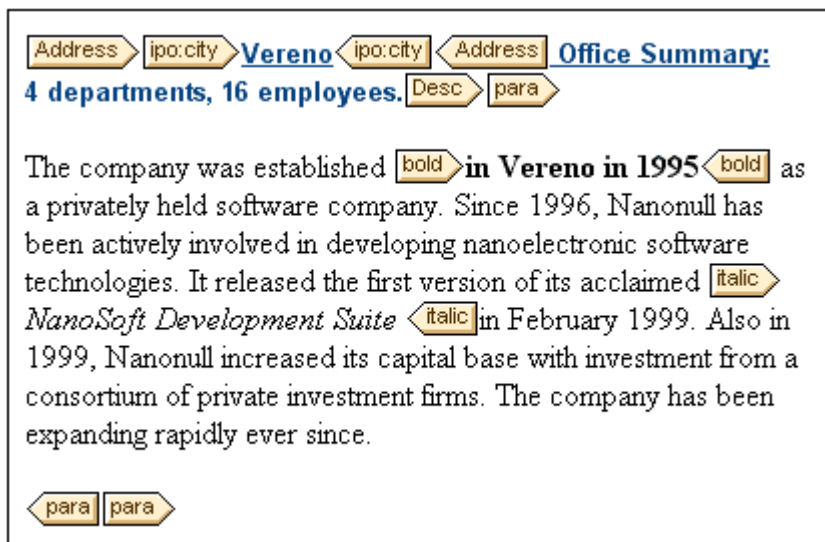 Address ipo:city Vereno ipo:city Address Office Summary:
4 departments, 16 employees. Desc para
The company was established bold in Vereno in 1995 bold as
a privately held software company. Since 1996, Nanonull has
been actively involved in developing nanoelectronic software
technologies. It released the first version of its acclaimed italic
NanoSoft Development Suite italic in February 1999. Also in
1999, Nanonull increased its capital base with investment from a
consortium of private investment firms. The company has been
expanding rapidly ever since.
para para